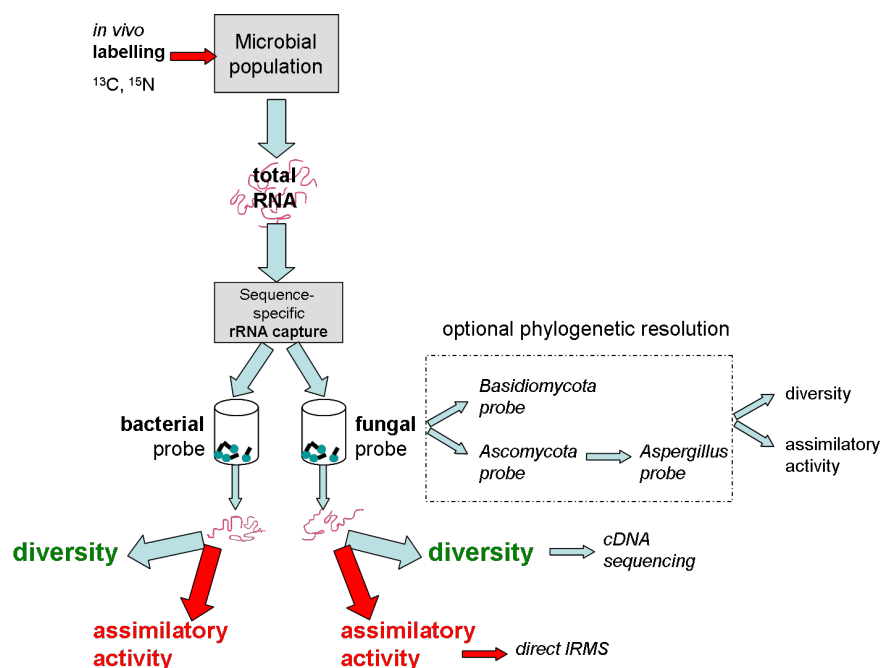 in vivo
labelling
13C, 15N
Microbial
population
total
RNA
Sequence-
specific
rRNA capture
optional phylogenetic resolution
bacterial
probe
fungal
probe
Basidiomycota
probe
Ascomycota
probe
Aspergillus
probe
diversity
assimilatory
activity
diversity
diversity
cDNA
sequencing
assimilatory
activity
assimilatory
activity
direct IRMS